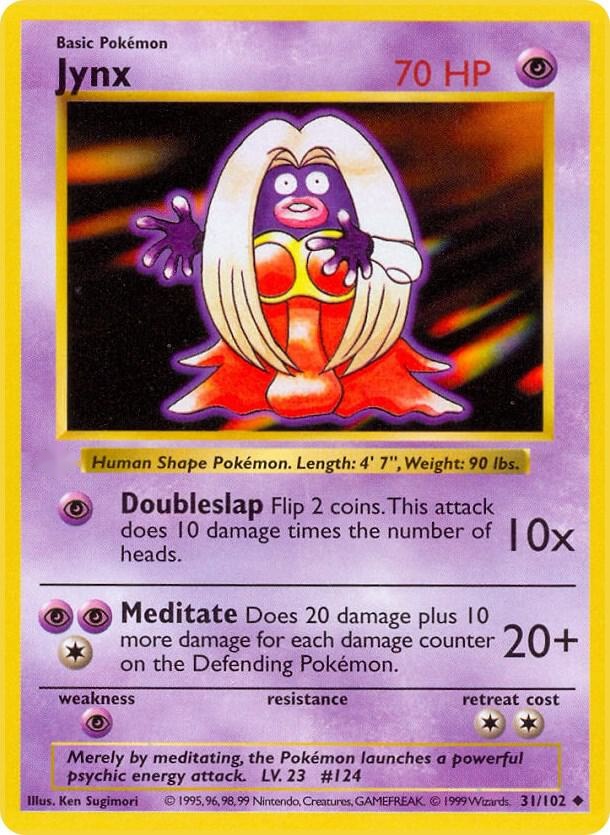 Basic Pokémon
Jynx
70 HP
Human Shape Pokémon. Length: 4' 7", Weight: 90 lbs.
Doubleslap Flip 2 coins. This attack
does 10 damage times the number of
heads.
10x
Meditate Does 20 damage plus 10
more damage for each damage counter
on the Defending Pokémon.
20+
weakness resistance retreat cost
Merely by meditating, the Pokémon launches a powerful
psychic energy attack. LV. 23 #124
Illus. Ken Sugimori © 1995, 96, 98, 99 Nintendo, Creatures, GAMEFREAK. © 1999 Wizards. 31/102